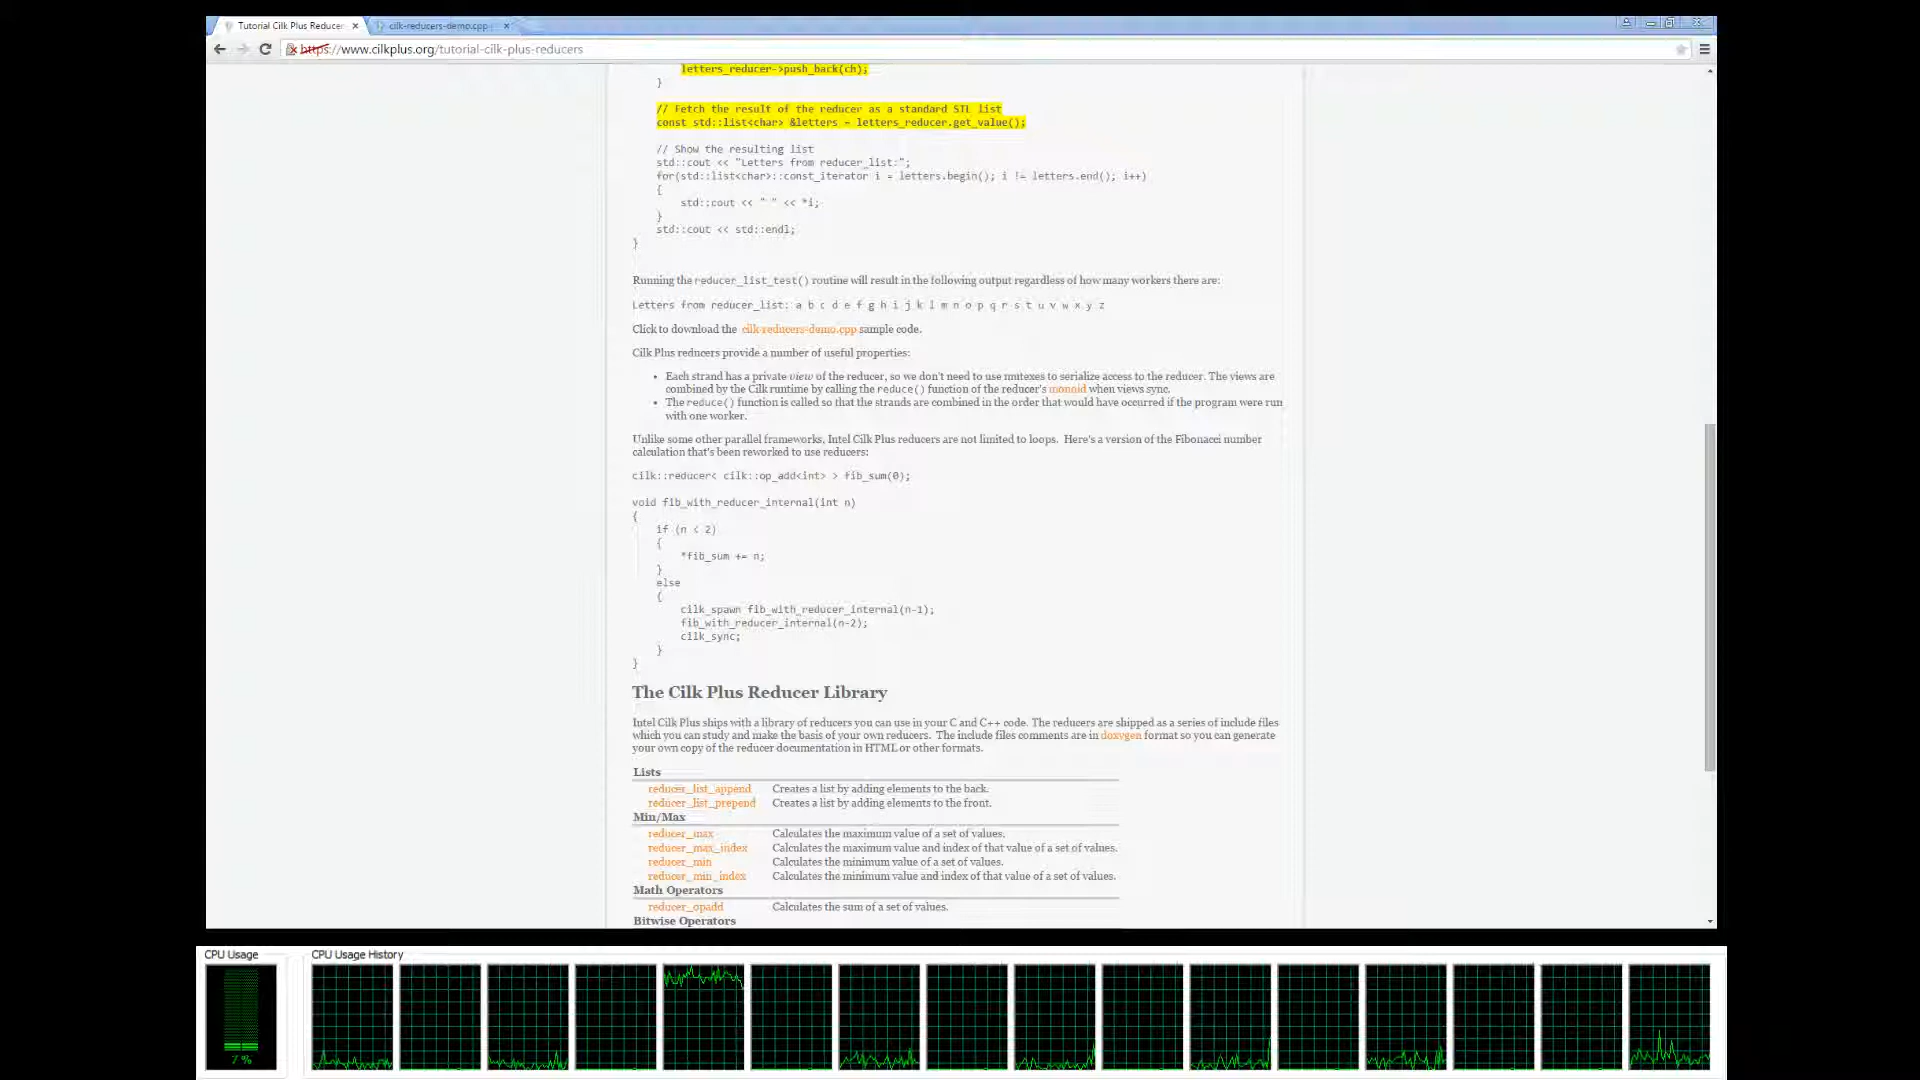 Tutorial Cilk Plus Reducer
cilk-reducers-demo.cpp
https://www.cilkplus.org/tutorial-cilk-plus-reducers
letters_reducer->push_back(ch);
}
// Fetch the result of the reducer as a standard STL list
const std::list<char> &letters = letters_reducer.get_value();
// Show the resulting list
std::cout << "Letters from reducer_list:";
for(std::list<char>::const_iterator i = letters.begin(); i != letters.end(); i++)
{
std::cout << " " << *i;
}
std::cout << std::endl;
}
Running the reducer_list_test() routine will result in the following output regardless of how many workers there are:
Letters from reducer_list: a b c d e f g h i j k l m n o p q r s t u v w x y z
Click to download the cilk-reducers-demo.cpp sample code.
Cilk Plus reducers provide a number of useful properties:
• Each strand has a private view of the reducer, so we don't need to use mutexes to serialize access to the reducer. The views are
combined by the Cilk runtime by calling the reduce() function of the reducer's monoid when views sync.
• The reduce() function is called so that the strands are combined in the order that would have occurred if the program were run
with one worker.
Unlike some other parallel frameworks, Intel Cilk Plus reducers are not limited to loops. Here's a version of the Fibonacci number
calculation that's been reworked to use reducers:
cilk::reducer< cilk::op_add<int> > fib_sum(0);
void fib_with_reducer_internal(int n)
{
if (n < 2)
{
*fib_sum += n;
}
else
{
cilk_spawn fib_with_reducer_internal(n-1);
fib_with_reducer_internal(n-2);
cilk_sync;
}
}
The Cilk Plus Reducer Library
Intel Cilk Plus ships with a library of reducers you can use in your C and C++ code. The reducers are shipped as a series of include files
which you can study and make the basis of your own reducers. The include files comments are in doxygen format so you can generate
your own copy of the reducer documentation in HTML or other formats.
Lists
reducer_list_append Creates a list by adding elements to the back.
reducer_list_prepend Creates a list by adding elements to the front.
Min/Max
reducer_max Calculates the maximum value of a set of values.
reducer_max_index Calculates the maximum value and index of that value of a set of values.
reducer_min Calculates the minimum value of a set of values.
reducer_min_index Calculates the minimum value and index of that value of a set of values.
Math Operators
reducer_opadd Calculates the sum of a set of values.
Bitwise Operators
CPU Usage
CPU Usage History
7 %